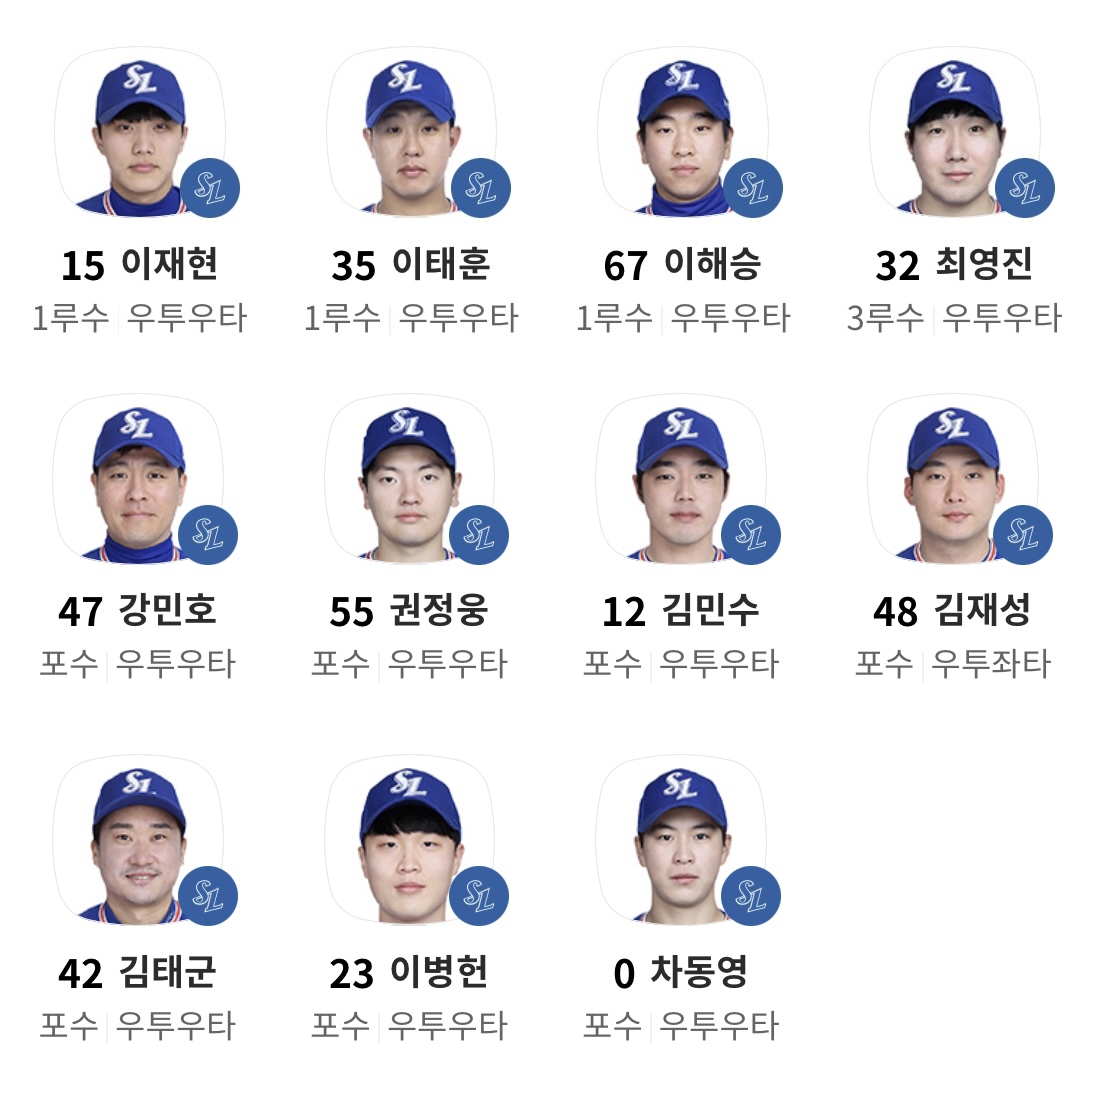 15 이재현
1루수 우투우타
35 이태훈
1루수 우투우타
67 이해승
1루수 우투우타
32 최영진
3루수 우투우타
47 강민호
포수 우투우타
55 권정웅
포수 우투우타
12 김민수
포수 우투우타
48 김재성
포수 우투좌타
42 김태군
포수 우투우타
23 이병헌
포수 우투우타
0 차동영
포수 우투우타